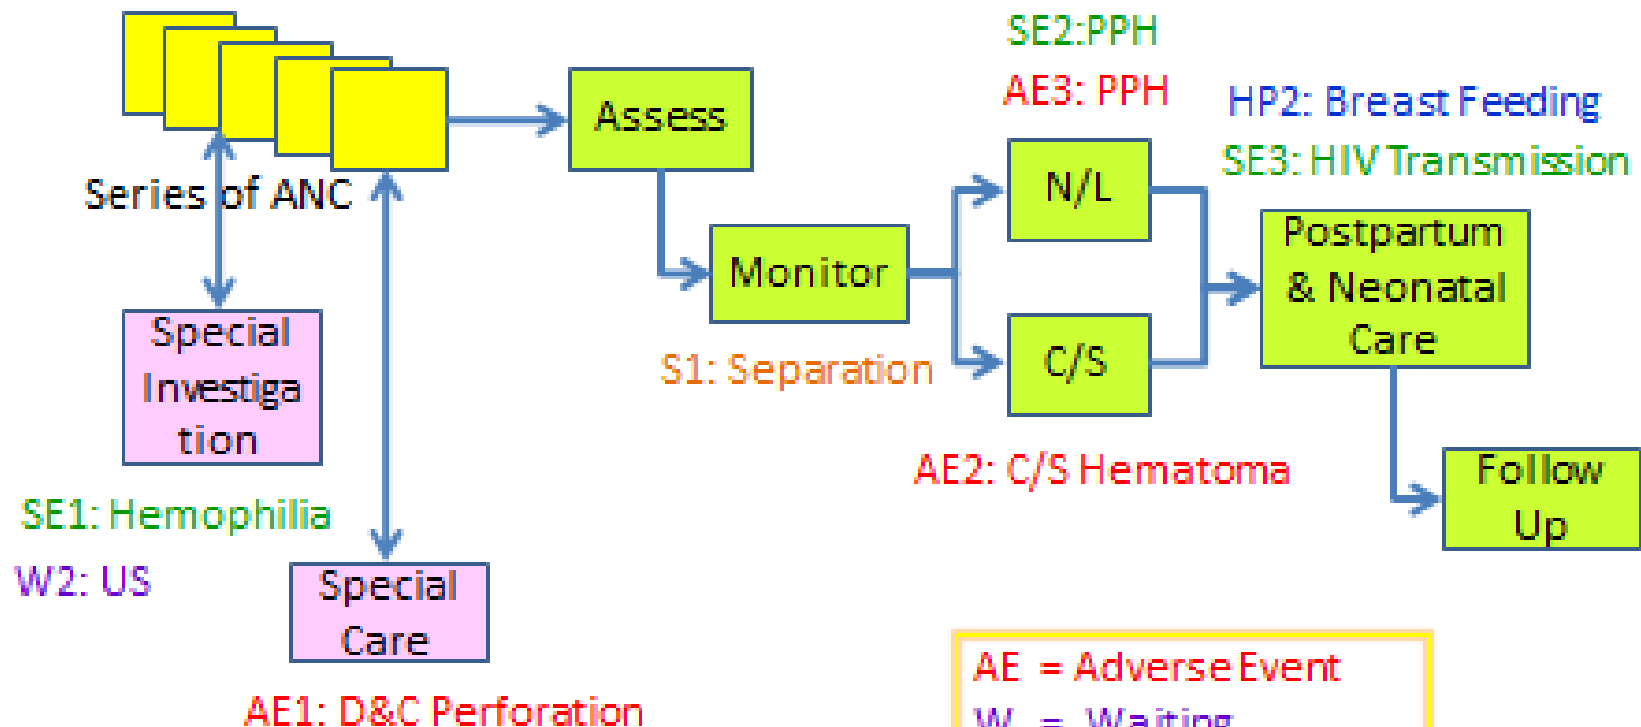 SE2:PPH
AE3: PPH
HP2: Breast Feeding
SE3: HIV Transmission
Assess
Series of ANC
N/L
Monitor
Postpartum
& Neonatal
Care
Special
Investiga
tion
S1: Separation
C/S
AE2: C/S Hematoma
Follow
Up
SE1: Hemophilia
W2: US
Special
Care
AE1: D&C Perforation
AE = Adverse Event
W = Waiting